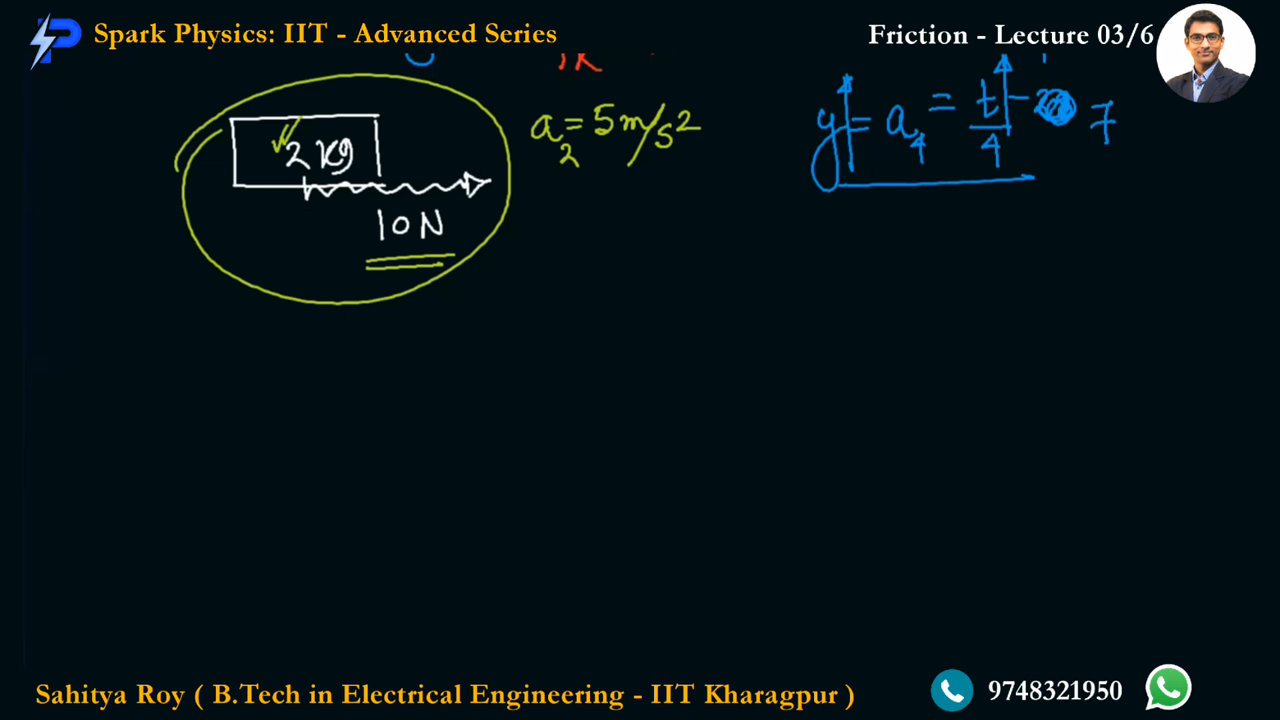 Spark Physics: IIT - Advanced Series
Friction - Lecture 03/6
2 kg
10 N
a₂ = 5 m/s²
y = a₄ = t/4 - 7
Sahitya Roy ( B.Tech in Electrical Engineering - IIT Kharagpur )
9748321950